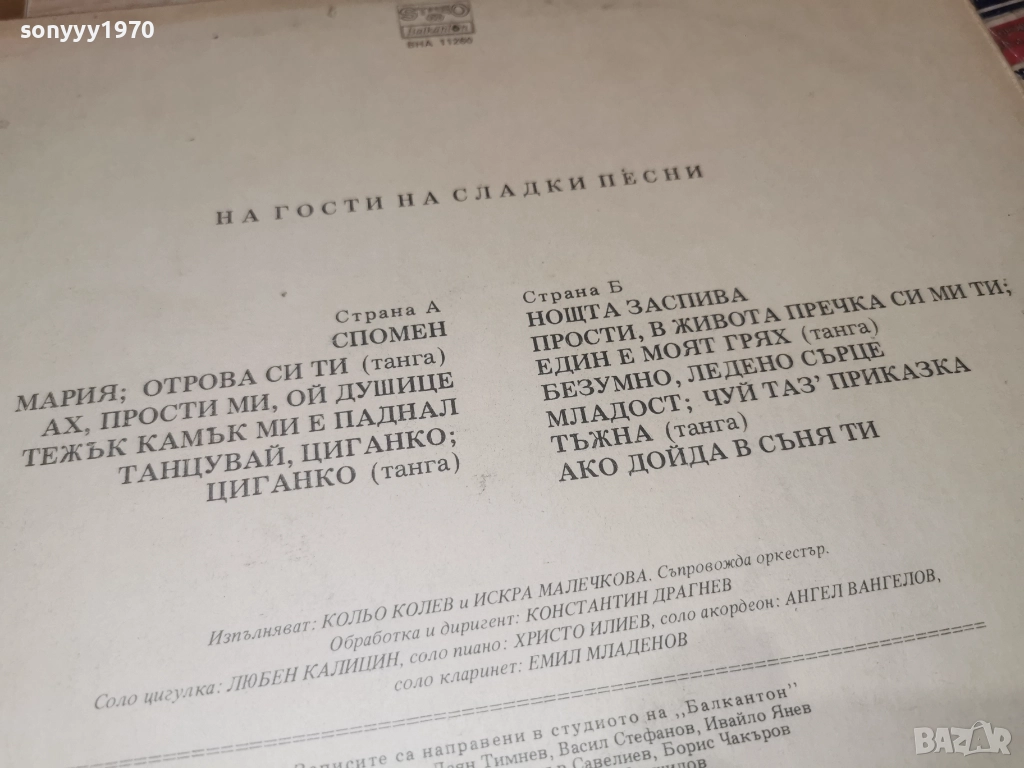 sonyyy1970
STEREO
Balkanton
ВНА 11260
НА ГОСТИ НА СЛАДКИ ПЕСНИ
Страна А
СПОМЕН
МАРИЯ; ОТРОВА СИ ТИ (танга)
АХ, ПРОСТИ МИ, ОЙ ДУШИЦЕ
ТЕЖЪК КАМЪК МИ Е ПАДНАЛ
ТАНЦУВАЙ, ЦИГАНКО;
ЦИГАНКО (танга)
Страна Б
НОЩТА ЗАСПИВА
ПРОСТИ, В ЖИВОТА ПРЕЧКА СИ МИ ТИ;
ЕДИН Е МОЯТ ГРЯХ (танга)
БЕЗУМНО, ЛЕДЕНО СЪРЦЕ
МЛАДОСТ; ЧУЙ ТАЗ' ПРИКАЗКА
ТЪЖНА (танга)
АКО ДОЙДА В СЪНЯ ТИ
Изпълняват: КОЛЬО КОЛЕВ и ИСКРА МАЛЕЧКОВА. Съпровожда оркестър.
Обработка и диригент: КОНСТАНТИН ДРАГНЕВ
Соло цигулка: ЛЮБЕН КАЛИЦИН, соло пиано: ХРИСТО ИЛИЕВ, соло акордеон: АНГЕЛ ВАНГЕЛОВ,
соло кларинет: ЕМИЛ МЛАДЕНОВ
Записите са направени в студиото на „Балкантон"
Тимнев, Васил Стефанов, Ивайло Янев
Савелиев, Борис Чакъров
BAZAR